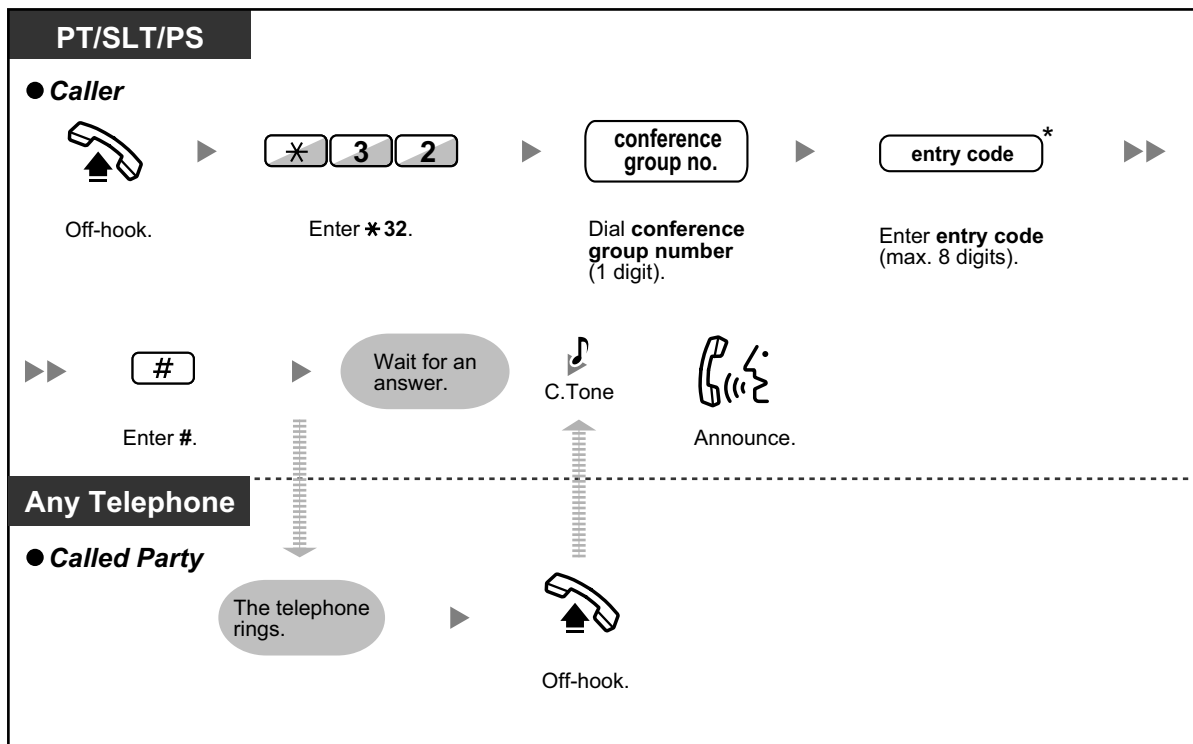 PT/SLT/PS
● Caller
✳ 3 2
conference
group no.
entry code *
Off-hook.
Enter ✳32.
Dial conference
group number
(1 digit).
Enter entry code
(max. 8 digits).
#
Wait for an
answer.
C.Tone
Enter #.
Announce.
Any Telephone
● Called Party
The telephone
rings.
Off-hook.